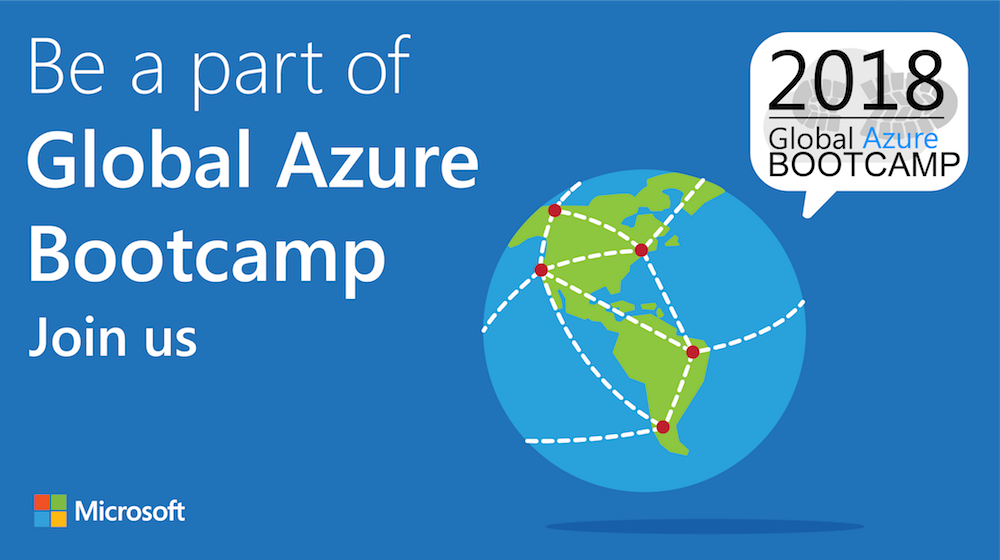 Be a part of
Global Azure
Bootcamp
Join us
2018
Global Azure
BOOTCAMP
Microsoft